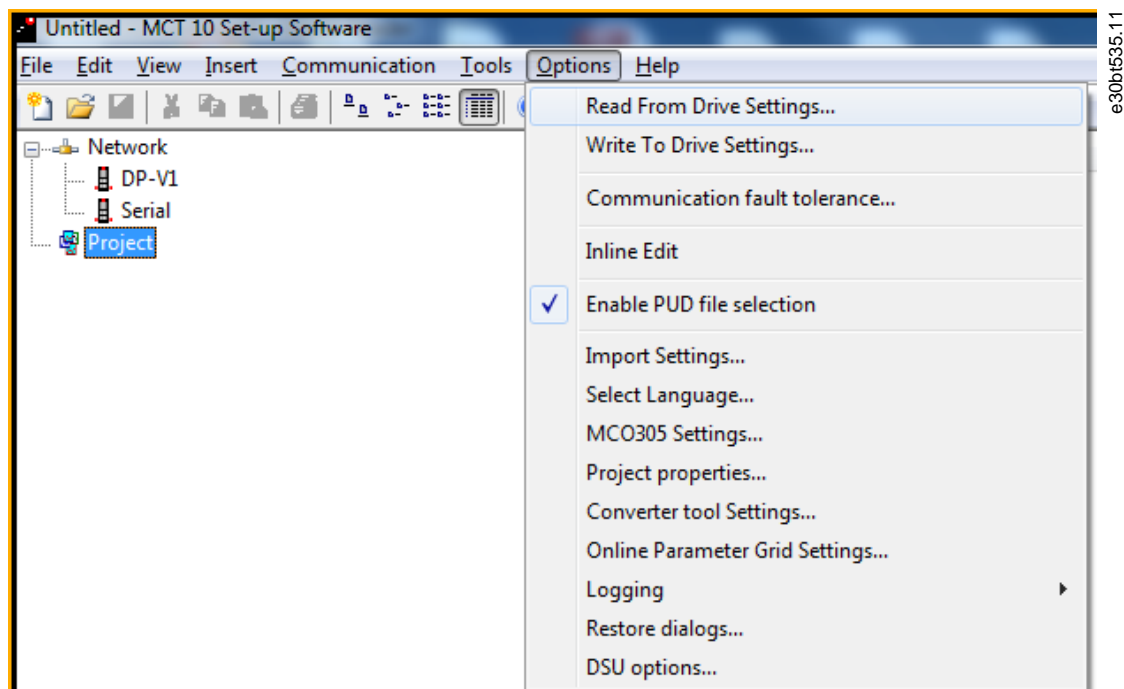 Untitled - MCT 10 Set-up Software
File Edit View Insert Communication Tools Options Help
Network
DP-V1
Serial
Project
Read From Drive Settings...
Write To Drive Settings...
Communication fault tolerance...
Inline Edit
Enable PUD file selection
Import Settings...
Select Language...
MCO305 Settings...
Project properties...
Converter tool Settings...
Online Parameter Grid Settings...
Logging
Restore dialogs...
DSU options...
e30bt535.11